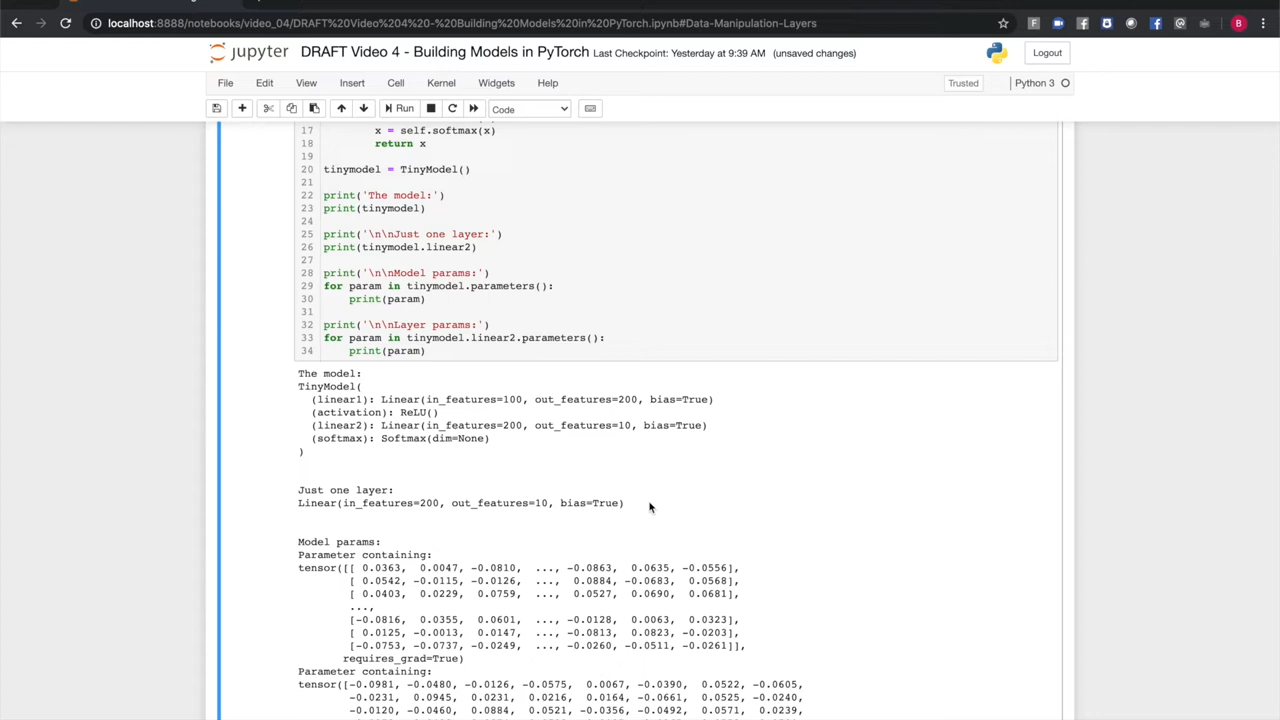 localhost:8888/notebooks/video_04/DRAFT%20Video%204%20-%20Building%20Models%20in%20PyTorch.ipynb#Data-Manipulation-Layers
jupyter DRAFT Video 4 - Building Models in PyTorch Last Checkpoint: Yesterday at 9:39 AM (unsaved changes)
Logout
File Edit View Insert Cell Kernel Widgets Help
Trusted Python 3
Run Code
17 x = self.softmax(x)
18 return x
19
20 tinymodel = TinyModel()
21
22 print('The model:')
23 print(tinymodel)
24
25 print('\n\nJust one layer:')
26 print(tinymodel.linear2)
27
28 print('\n\nModel params:')
29 for param in tinymodel.parameters():
30 print(param)
31
32 print('\n\nLayer params:')
33 for param in tinymodel.linear2.parameters():
34 print(param)
The model:
TinyModel(
(linear1): Linear(in_features=100, out_features=200, bias=True)
(activation): ReLU()
(linear2): Linear(in_features=200, out_features=10, bias=True)
(softmax): Softmax(dim=None)
)
Just one layer:
Linear(in_features=200, out_features=10, bias=True)
Model params:
Parameter containing:
tensor([[ 0.0363, 0.0047, -0.0810, ..., -0.0863, 0.0635, -0.0556],
[ 0.0542, -0.0115, -0.0126, ..., 0.0884, -0.0683, 0.0568],
[ 0.0403, 0.0229, 0.0759, ..., 0.0527, 0.0690, 0.0681],
...,
[-0.0816, 0.0355, 0.0601, ..., -0.0128, 0.0063, 0.0323],
[ 0.0125, -0.0013, 0.0147, ..., -0.0813, 0.0823, -0.0203],
[-0.0753, -0.0737, -0.0249, ..., -0.0260, -0.0511, -0.0261]],
requires_grad=True)
Parameter containing:
tensor([-0.0981, -0.0480, -0.0126, -0.0575, 0.0067, -0.0390, 0.0522, -0.0605,
-0.0231, 0.0945, 0.0231, 0.0216, 0.0164, -0.0661, 0.0525, -0.0240,
-0.0120, -0.0460, 0.0884, 0.0521, -0.0356, -0.0492, 0.0571, 0.0239,